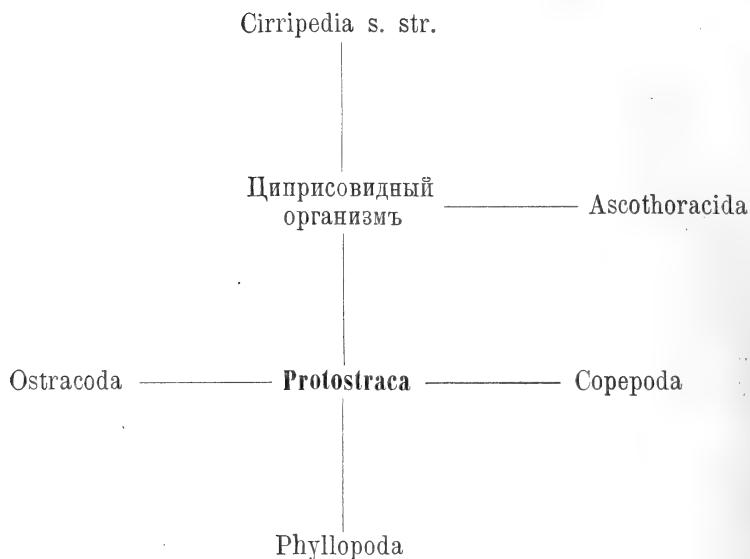 Cirripedia s. str.
Циприсовидный
организмъ
Ascothoracida
Ostracoda
Protostraca
Copepoda
Phyllopoda